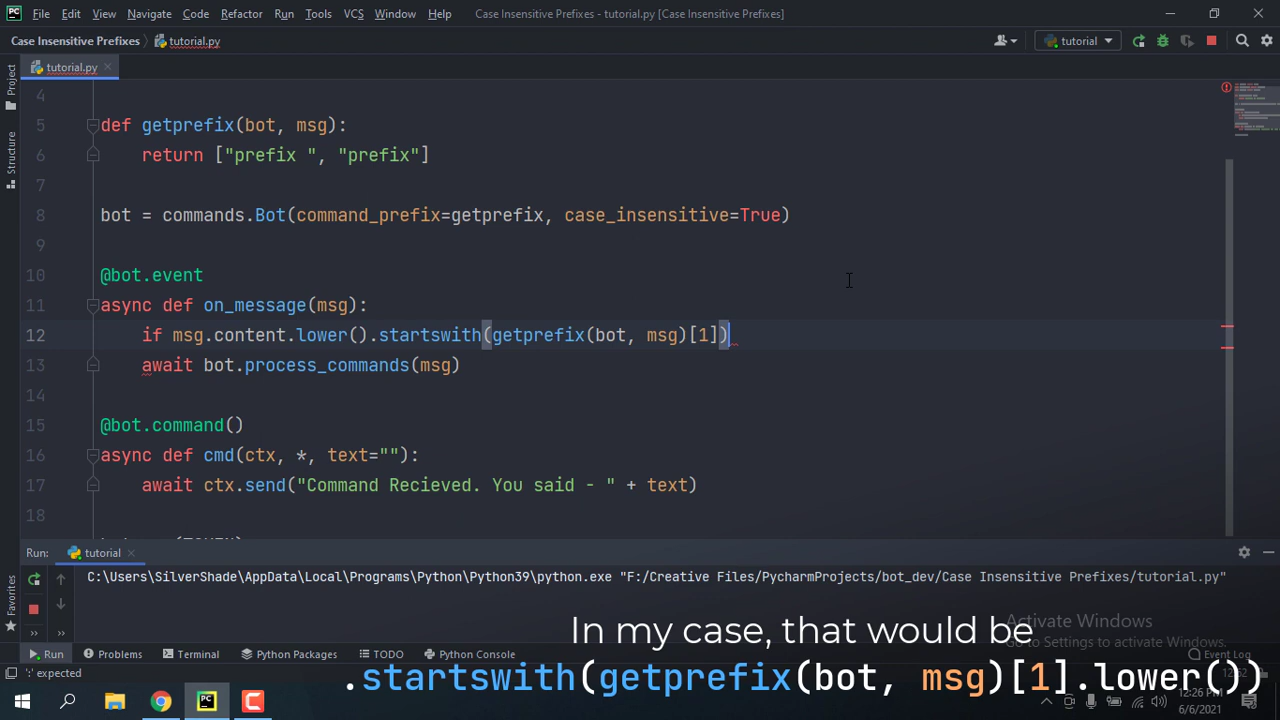 File Edit View Navigate Code Refactor Run Tools VCS Window Help Case Insensitive Prefixes - tutorial.py [Case Insensitive Prefixes]
Case Insensitive Prefixes tutorial.py tutorial
tutorial.py
Project
Structure
Favorites
4
5 def getprefix(bot, msg):
6 return ["prefix ", "prefix"]
7
8 bot = commands.Bot(command_prefix=getprefix, case_insensitive=True)
9
10 @bot.event
11 async def on_message(msg):
12 if msg.content.lower().startswith(getprefix(bot, msg)[1])
13 await bot.process_commands(msg)
14
15 @bot.command()
16 async def cmd(ctx, *, text=""):
17 await ctx.send("Command Recieved. You said - " + text)
18
Run: tutorial
C:\Users\SilverShade\AppData\Local\Programs\Python\Python39\python.exe "F:/Creative Files/PycharmProjects/bot_dev/Case Insensitive Prefixes/tutorial.py"
In my case, that would be
.startswith(getprefix(bot, msg)[1].lower())
Activate Windows
Go to Settings to activate Windows.
Run Problems Terminal Python Packages TODO Python Console Event Log
':' expected
12:26 PM
6/6/2021